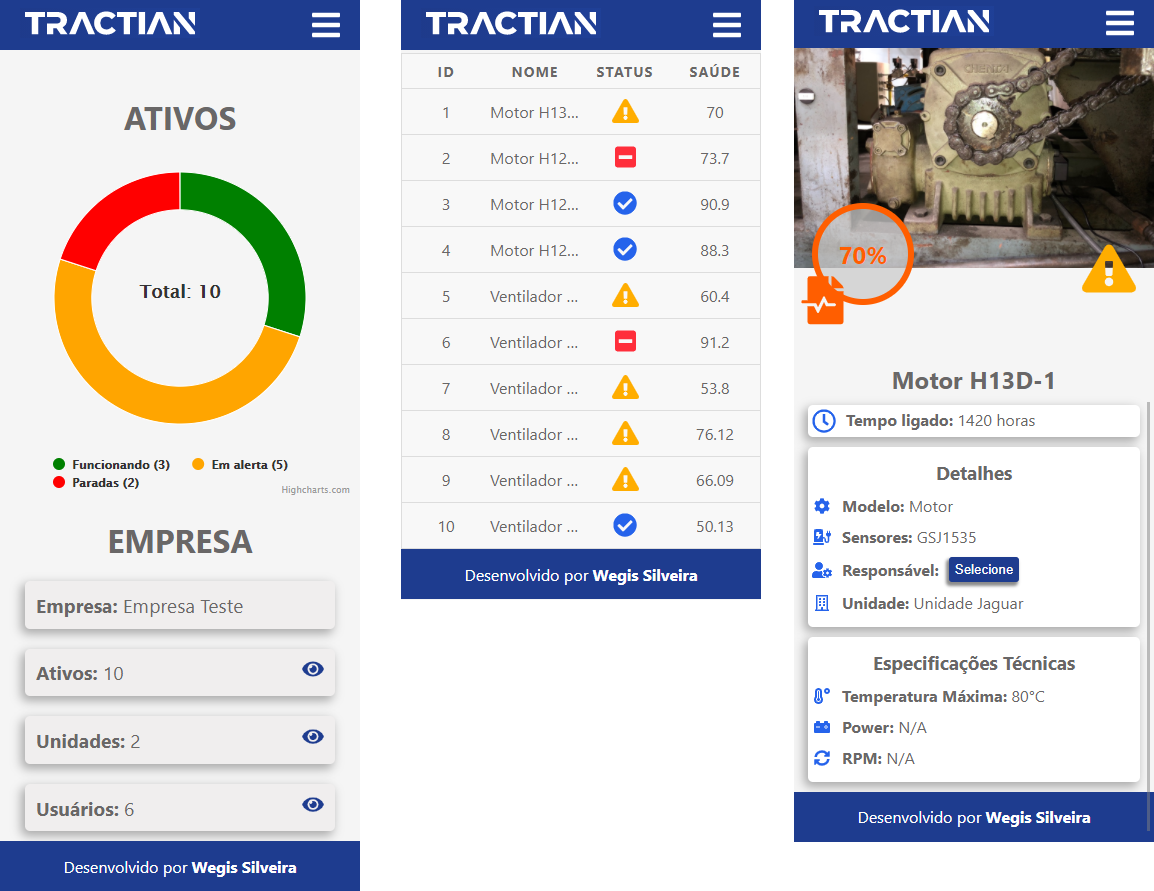 TRACTIAN
ATIVOS
Total: 10
Funcionando (3) Em alerta (5)
Paradas (2)
Highcharts.com
EMPRESA
Empresa: Empresa Teste
Ativos: 10
Unidades: 2
Usuários: 6
Desenvolvido por Wegis Silveira
TRACTIAN
ID NOME STATUS SAÚDE
1 Motor H13... 70
2 Motor H12... 73.7
3 Motor H12... 90.9
4 Motor H12... 88.3
5 Ventilador ... 60.4
6 Ventilador ... 91.2
7 Ventilador ... 53.8
8 Ventilador ... 76.12
9 Ventilador ... 66.09
10 Ventilador ... 50.13
Desenvolvido por Wegis Silveira
TRACTIAN
70%
Motor H13D-1
Tempo ligado: 1420 horas
Detalhes
Modelo: Motor
Sensores: GSJ1535
Responsável: Selecione
Unidade: Unidade Jaguar
Especificações Técnicas
Temperatura Máxima: 80°C
Power: N/A
RPM: N/A
Desenvolvido por Wegis Silveira